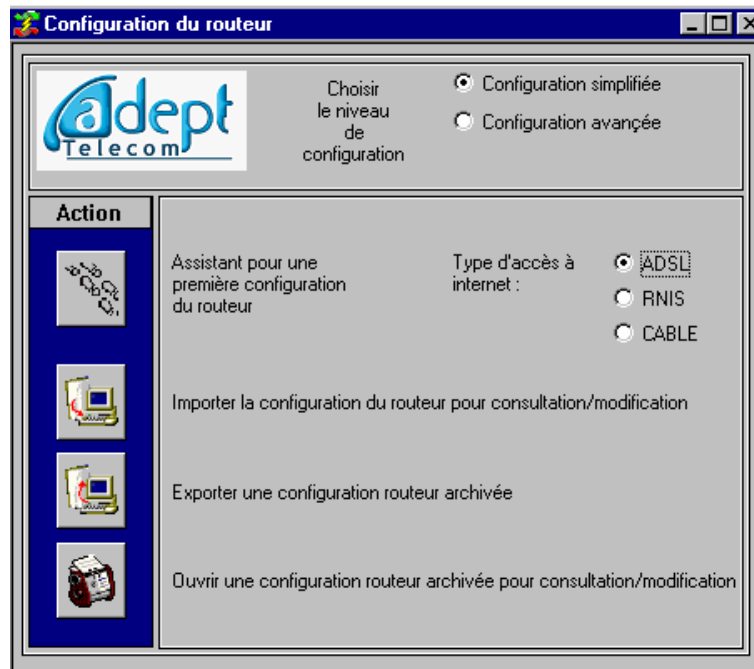 Configuration du routeur
adept
Telecom
Choisir
le niveau
de
configuration
Configuration simplifiée
Configuration avançée
Action
Assistant pour une
première configuration
du routeur
Type d'accès à
internet :
ADSL
RNIS
CABLE
Importer la configuration du routeur pour consultation/modification
Exporter une configuration routeur archivée
Ouvrir une configuration routeur archivée pour consultation/modification